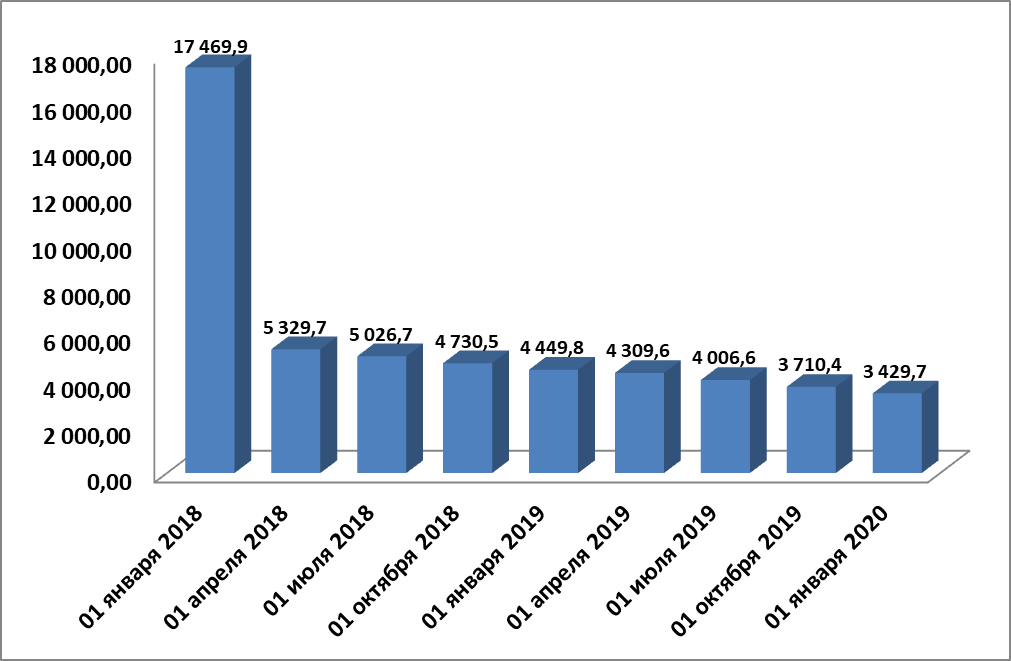 17 469,9
18 000,00
16 000,00
14 000,00
12 000,00
10 000,00
8 000,00
6 000,00
4 000,00
2 000,00
0,00
5 329,7
5 026,7
4 730,5
4 449,8
4 309,6
4 006,6
3 710,4
3 429,7
01 января 2018
01 апреля 2018
01 июля 2018
01 октября 2018
01 января 2019
01 апреля 2019
01 июля 2019
01 октября 2019
01 января 2020